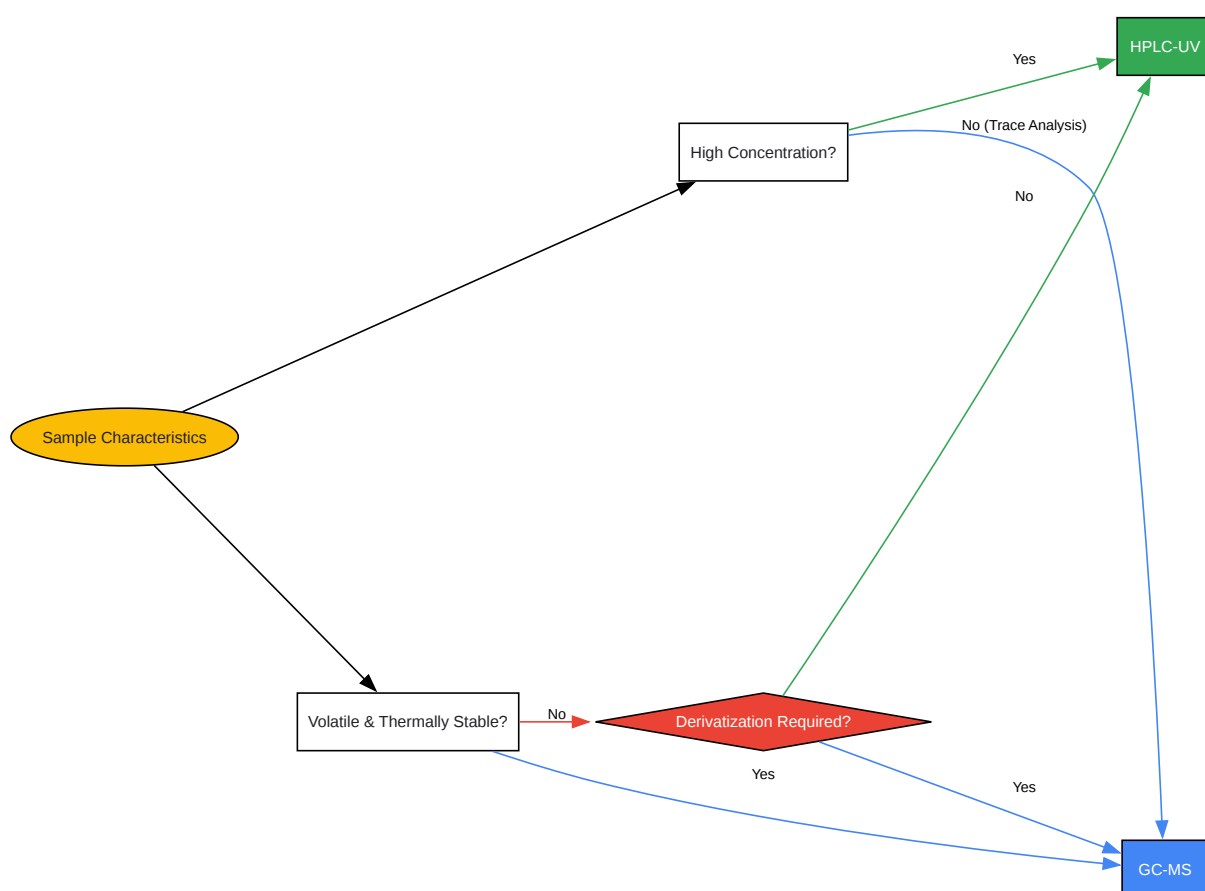 HPLC-UV
Yes
No (Trace Analysis)
High Concentration?
No
Sample Characteristics
No
Volatile & Thermally Stable?
Derivatization Required?
Yes
Yes
GC-MS